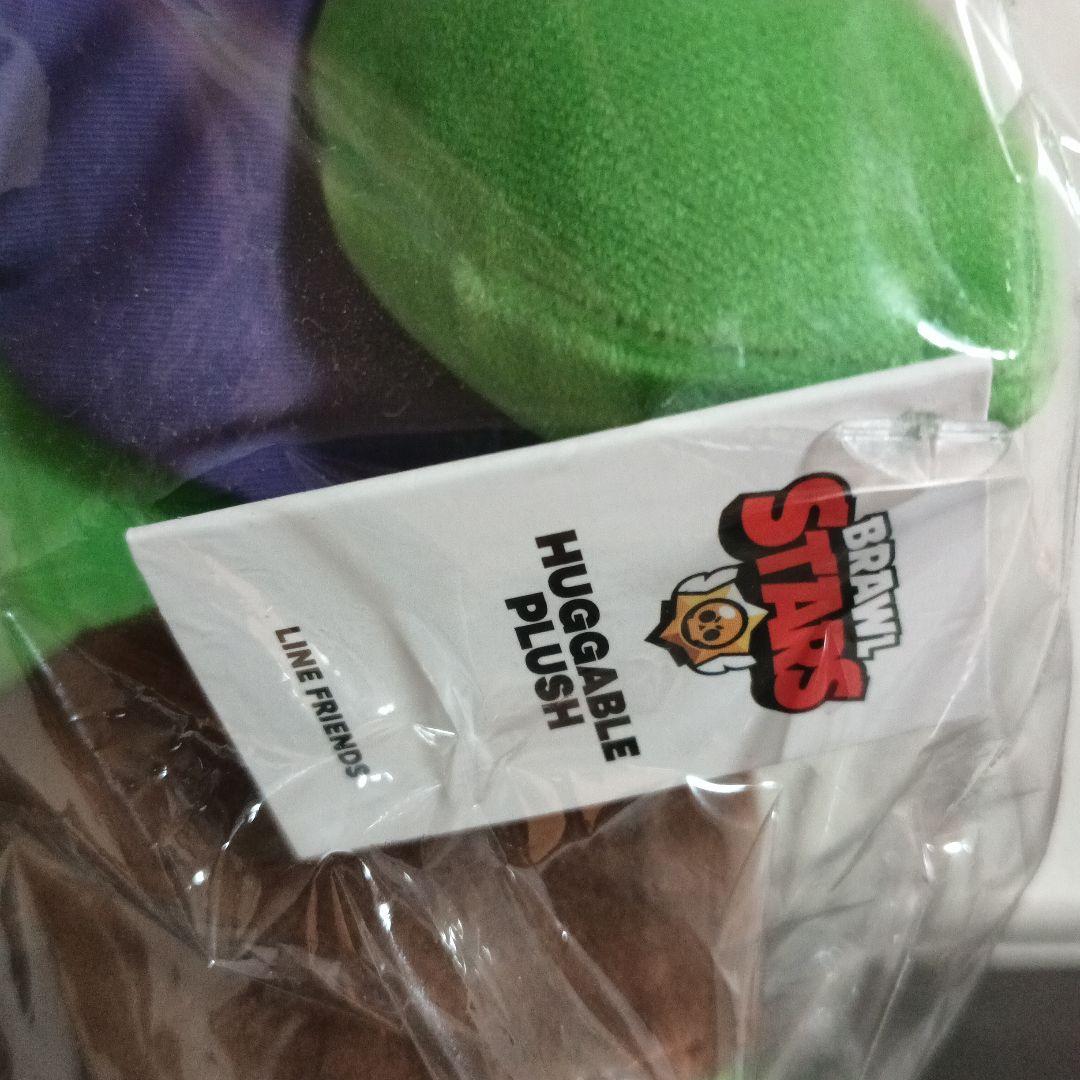 BRAWL
STARS
HUGGABLE
PLUSH
LINE FRIENDS